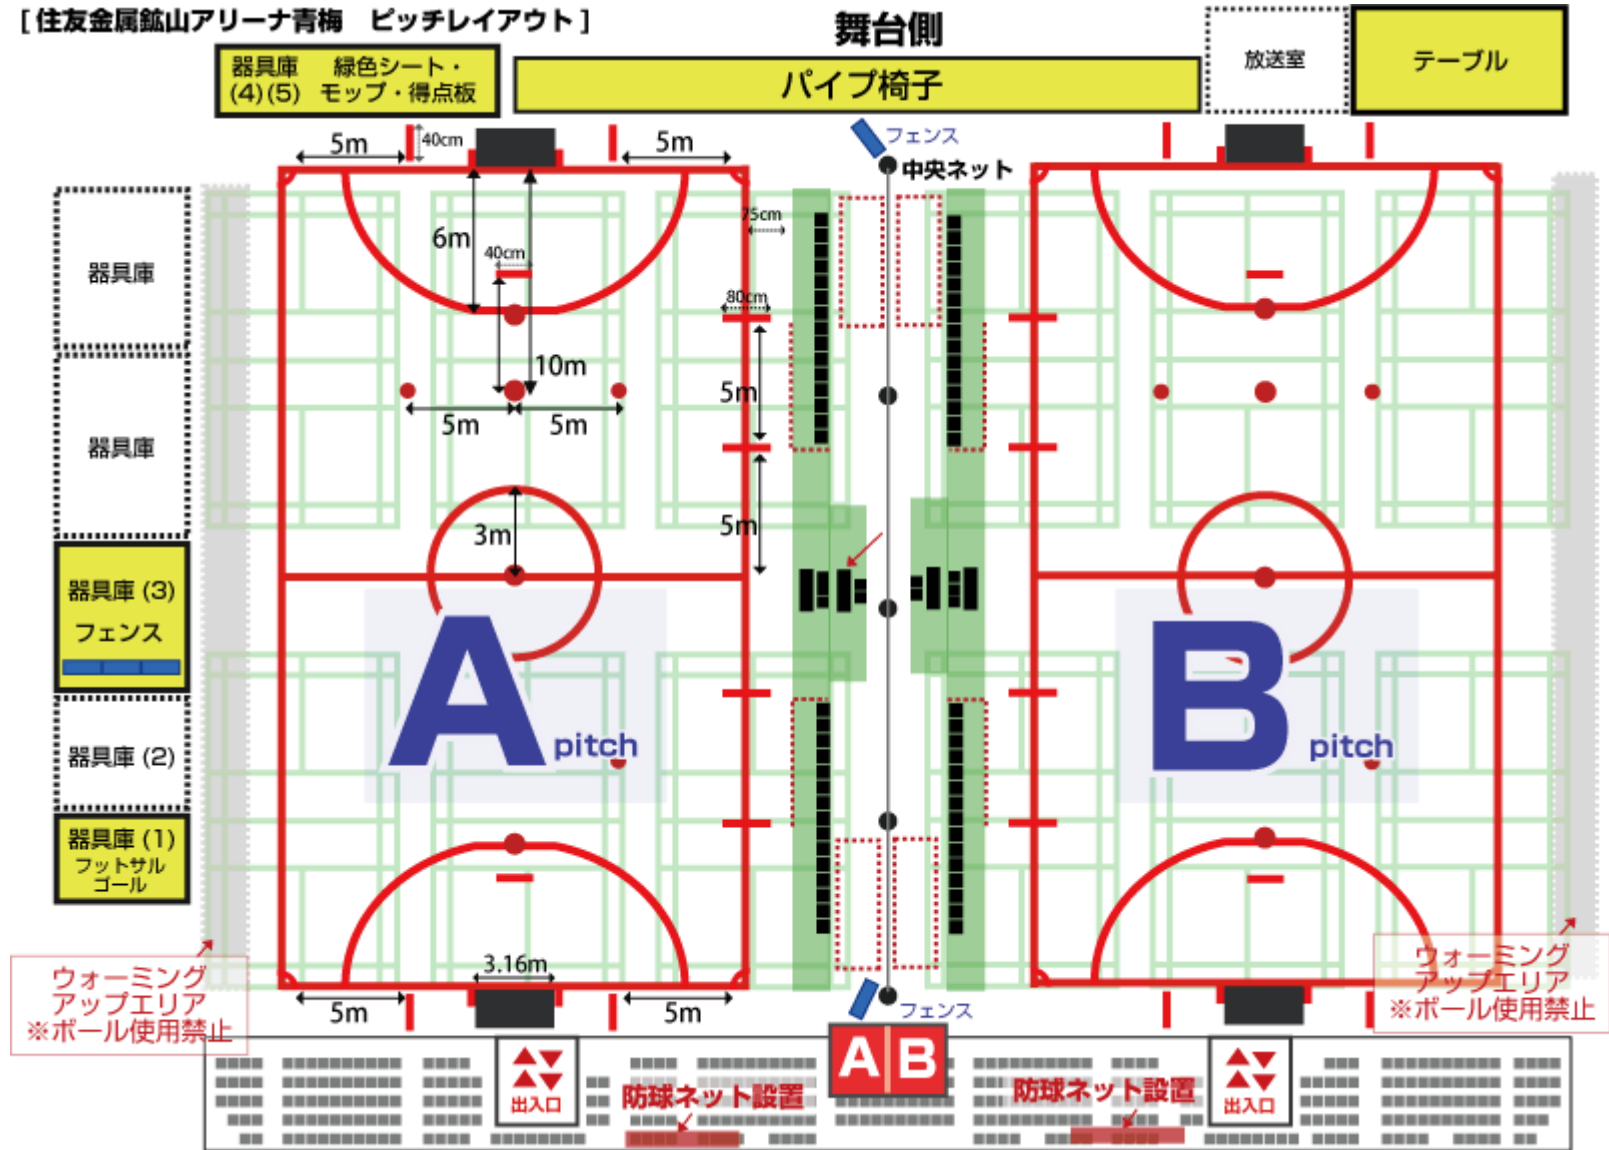 [ 住友金属鉱山アリーナ青梅　ピッチレイアウト ]
舞台側
器具庫　緑色シート・
(4)(5)　モップ・得点板
パイプ椅子
放送室
テーブル
フェンス
中央ネット
5m
40cm
5m
75cm
6m
40cm
80cm
10m
5m
5m
5m
5m
3m
器具庫
器具庫
器具庫 (3)
フェンス
器具庫 (2)
器具庫 (1)
フットサル
ゴール
A
pitch
B
pitch
3.16m
5m
5m
フェンス
ウォーミング
アップエリア
※ボール使用禁止
ウォーミング
アップエリア
※ボール使用禁止
A B
出入口
防球ネット設置
防球ネット設置
出入口